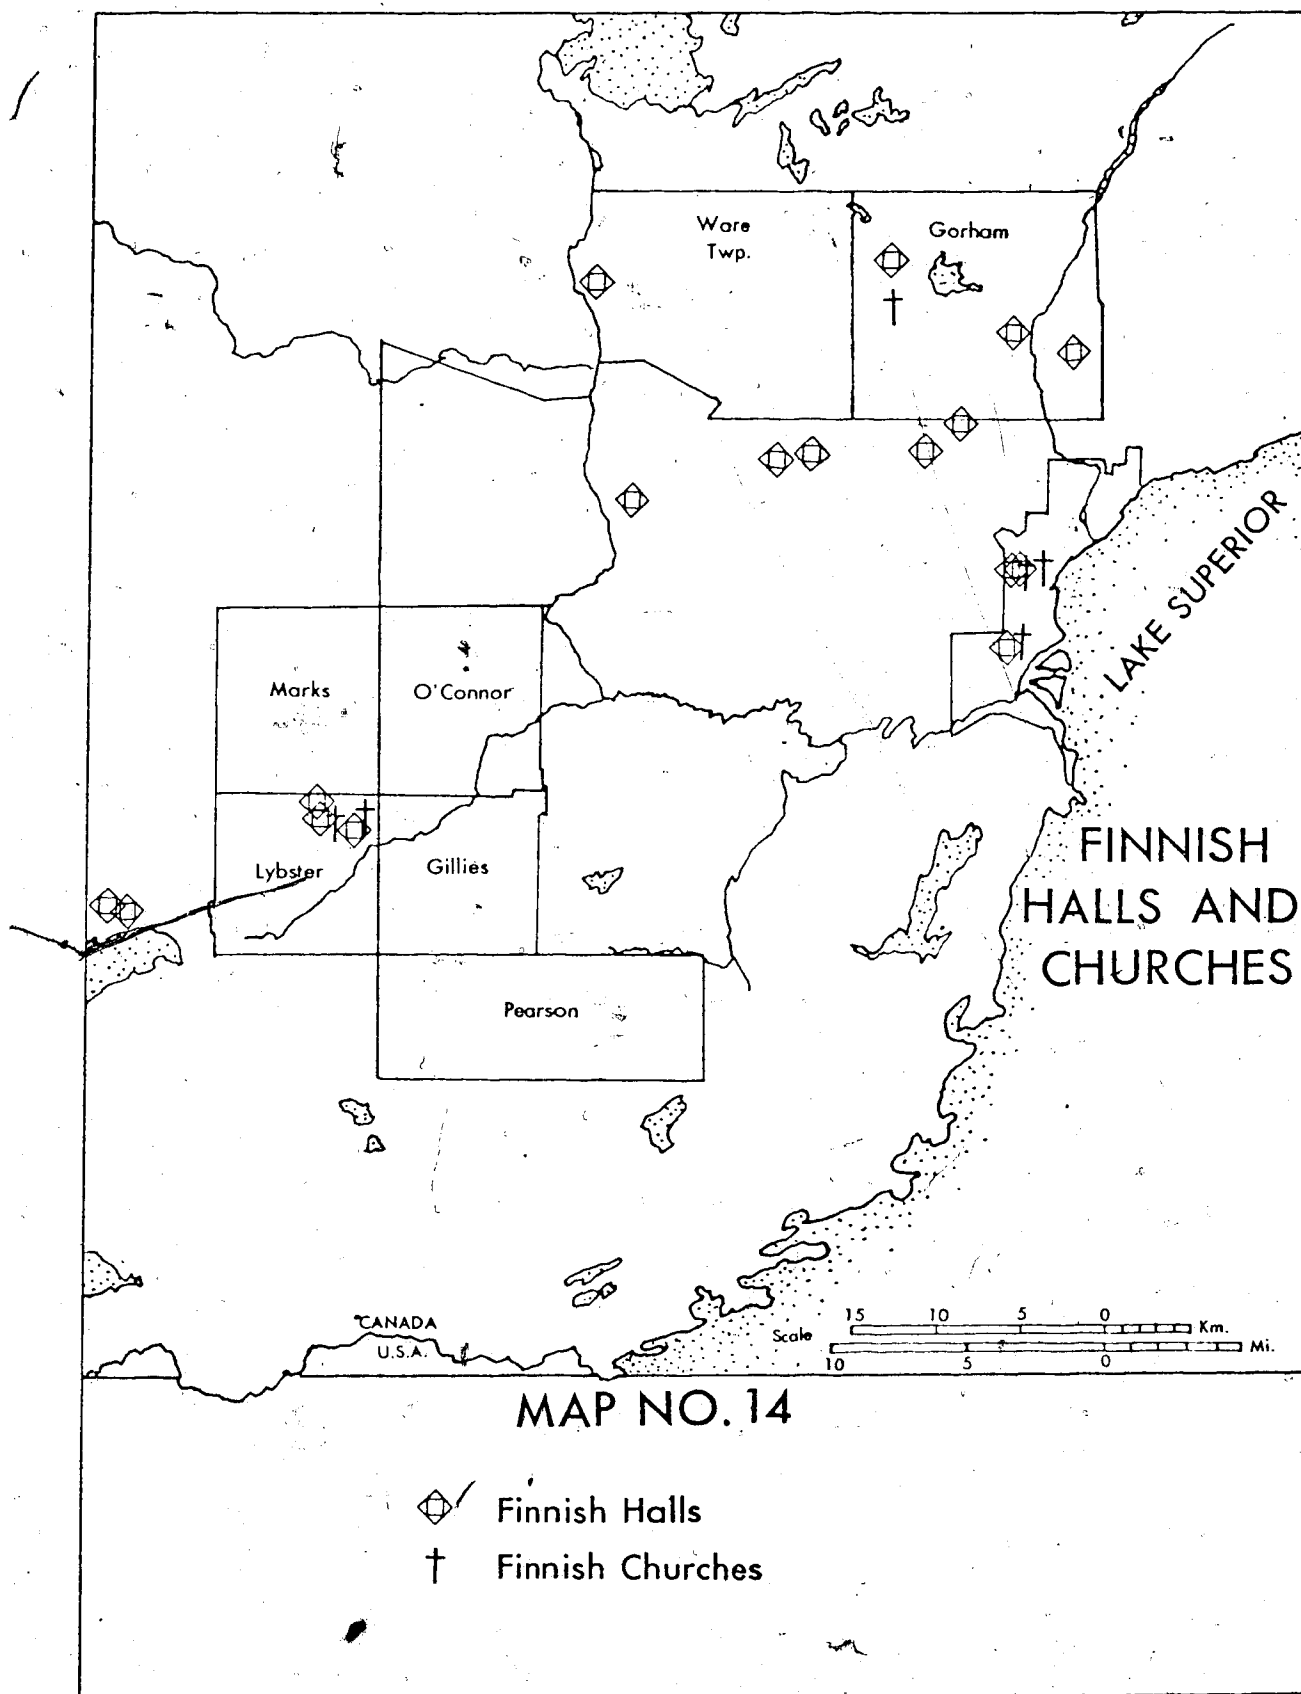 Ware
Twp.
Gorham
LAKE SUPERIOR
Marks
O'Connor
Lybster
Gillies
FINNISH
HALLS AND
CHURCHES
Pearson
CANADA
U.S.A.
Scale
15 10 5 0
Km.
Mi.
10 5 0
MAP NO. 14
Finnish Halls
Finnish Churches